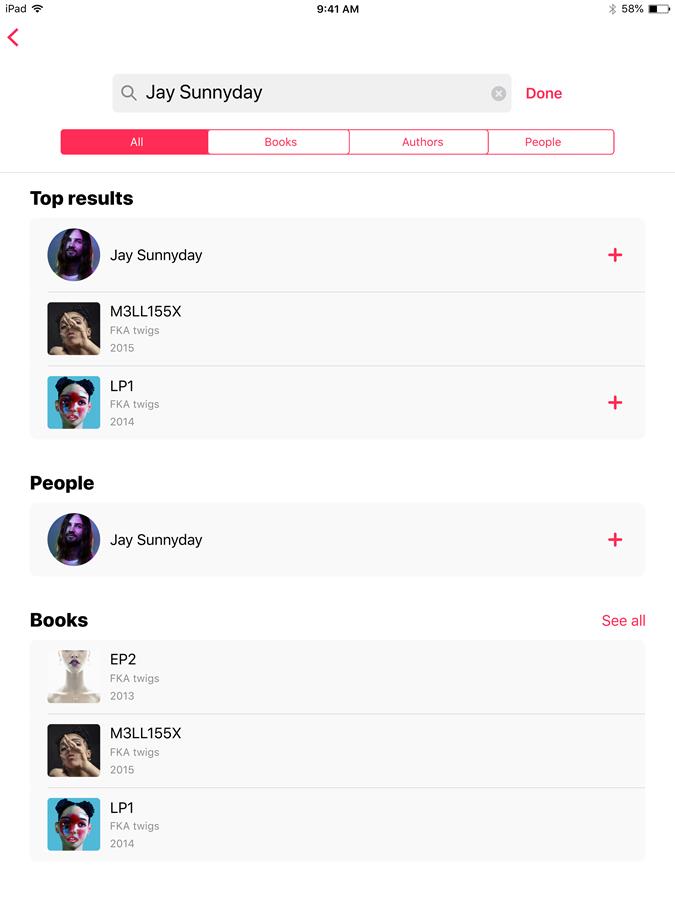 iPad 9:41 AM 58%
Jay Sunnyday Done
All Books Authors People
Top results
Jay Sunnyday +
M3LL155X
FKA twigs
2015
LP1
FKA twigs +
2014
People
Jay Sunnyday +
Books See all
EP2
FKA twigs
2013
M3LL155X
FKA twigs
2015
LP1
FKA twigs
2014